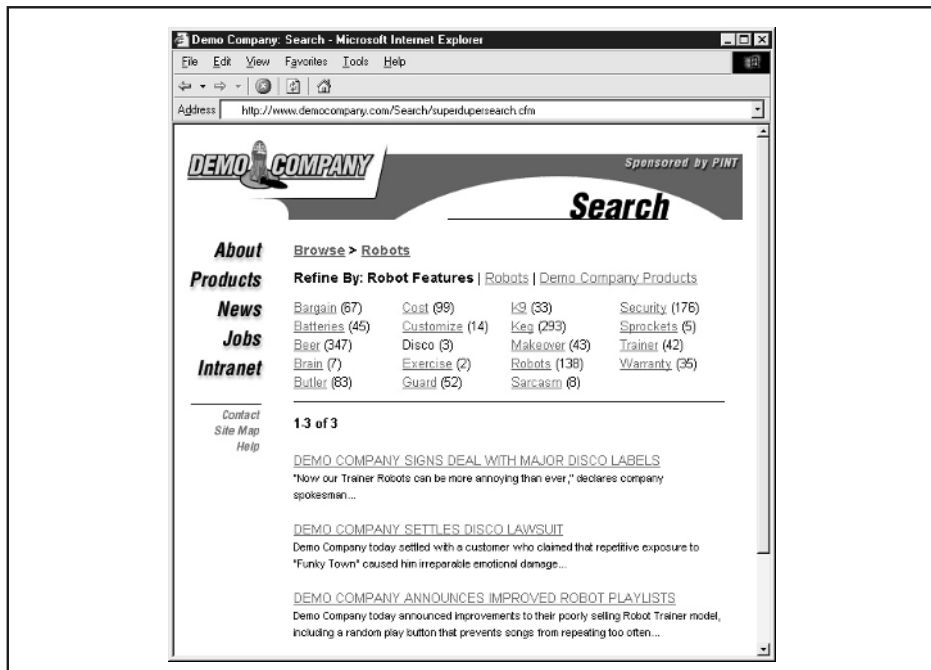 Demo Company: Search - Microsoft Internet Explorer
File Edit View Favorites Tools Help
Address http://www.democompany.com/Search/superdupersearch.cfm
DEMO COMPANY
Sponsored by PINT
Search
About
Products
News
Jobs
Intranet
Contact
Site Map
Help
Browse > Robots
Refine By: Robot Features | Robots | Demo Company Products
Bargain (67) Cost (99) K9 (33) Security (176)
Batteries (45) Customize (14) Keg (293) Sprockets (5)
Beer (347) Disco (3) Makeover (43) Trainer (42)
Brain (7) Exercise (2) Robots (138) Warranty (35)
Butler (83) Guard (52) Sarcasm (8)
1-3 of 3
DEMO COMPANY SIGNS DEAL WITH MAJOR DISCO LABELS
"Now our Trainer Robots can be more annoying than ever," declares company
spokesman...
DEMO COMPANY SETTLES DISCO LAWSUIT
Demo Company today settled with a customer who claimed that repetitive exposure to
"Funky Town" caused him irreparable emotional damage...
DEMO COMPANY ANNOUNCES IMPROVED ROBOT PLAYLISTS
Demo Company today announced improvements to their poorly selling Robot Trainer model,
including a random play button that prevents songs from repeating too often...